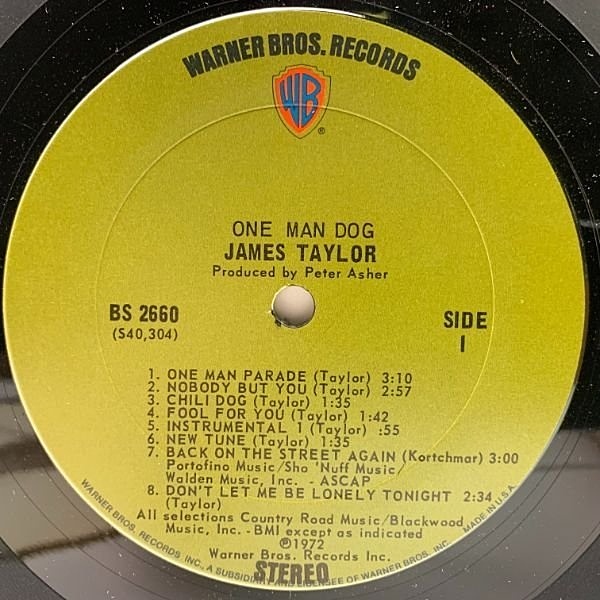 WARNER BROS. RECORDS
WB
®
ONE MAN DOG
JAMES TAYLOR
Produced by Peter Asher
BS 2660
(S40,304)
SIDE
1
1. ONE MAN PARADE (Taylor) 3:10
2. NOBODY BUT YOU (Taylor) 2:57
3. CHILI DOG (Taylor) 1:35
4. FOOL FOR YOU (Taylor) 1:42
5. INSTRUMENTAL 1 (Taylor) :55
6. NEW TUNE (Taylor) 1:35
7. BACK ON THE STREET AGAIN (Kortchmar) 3:00
Portofino Music/Sho 'Nuff Music/
Walden Music, Inc. - ASCAP
8. DON'T LET ME BE LONELY TONIGHT 2:34
(Taylor)
All selections Country Road Music/Blackwood
Music, Inc. - BMI except as indicated
℗1972
Warner Bros. Records Inc.
STEREO
WARNER BROS. RECORDS INC. A SUBSIDIARY AND LICENSEE OF WARNER BROS. INC. MADE IN U.S.A.